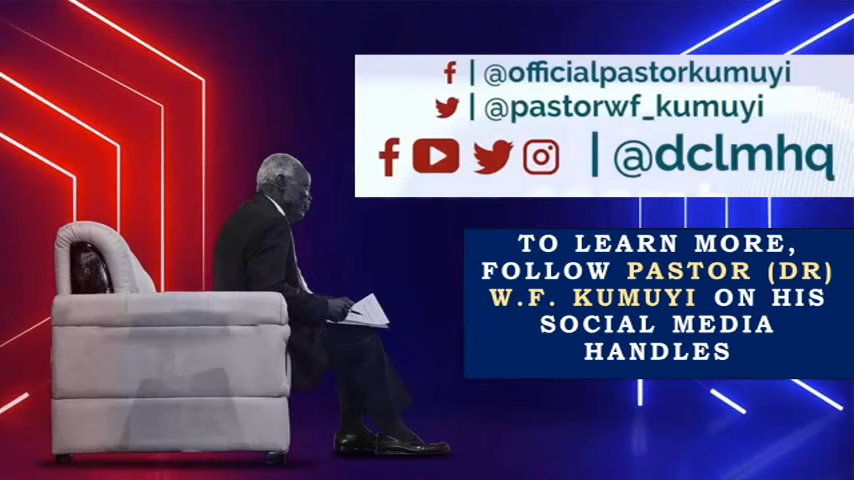 | @officialpastorkumuyi
| @pastorwf_kumuyi
| @dclmhq
TO LEARN MORE,
FOLLOW PASTOR (DR)
W.F. KUMUYI ON HIS
SOCIAL MEDIA
HANDLES